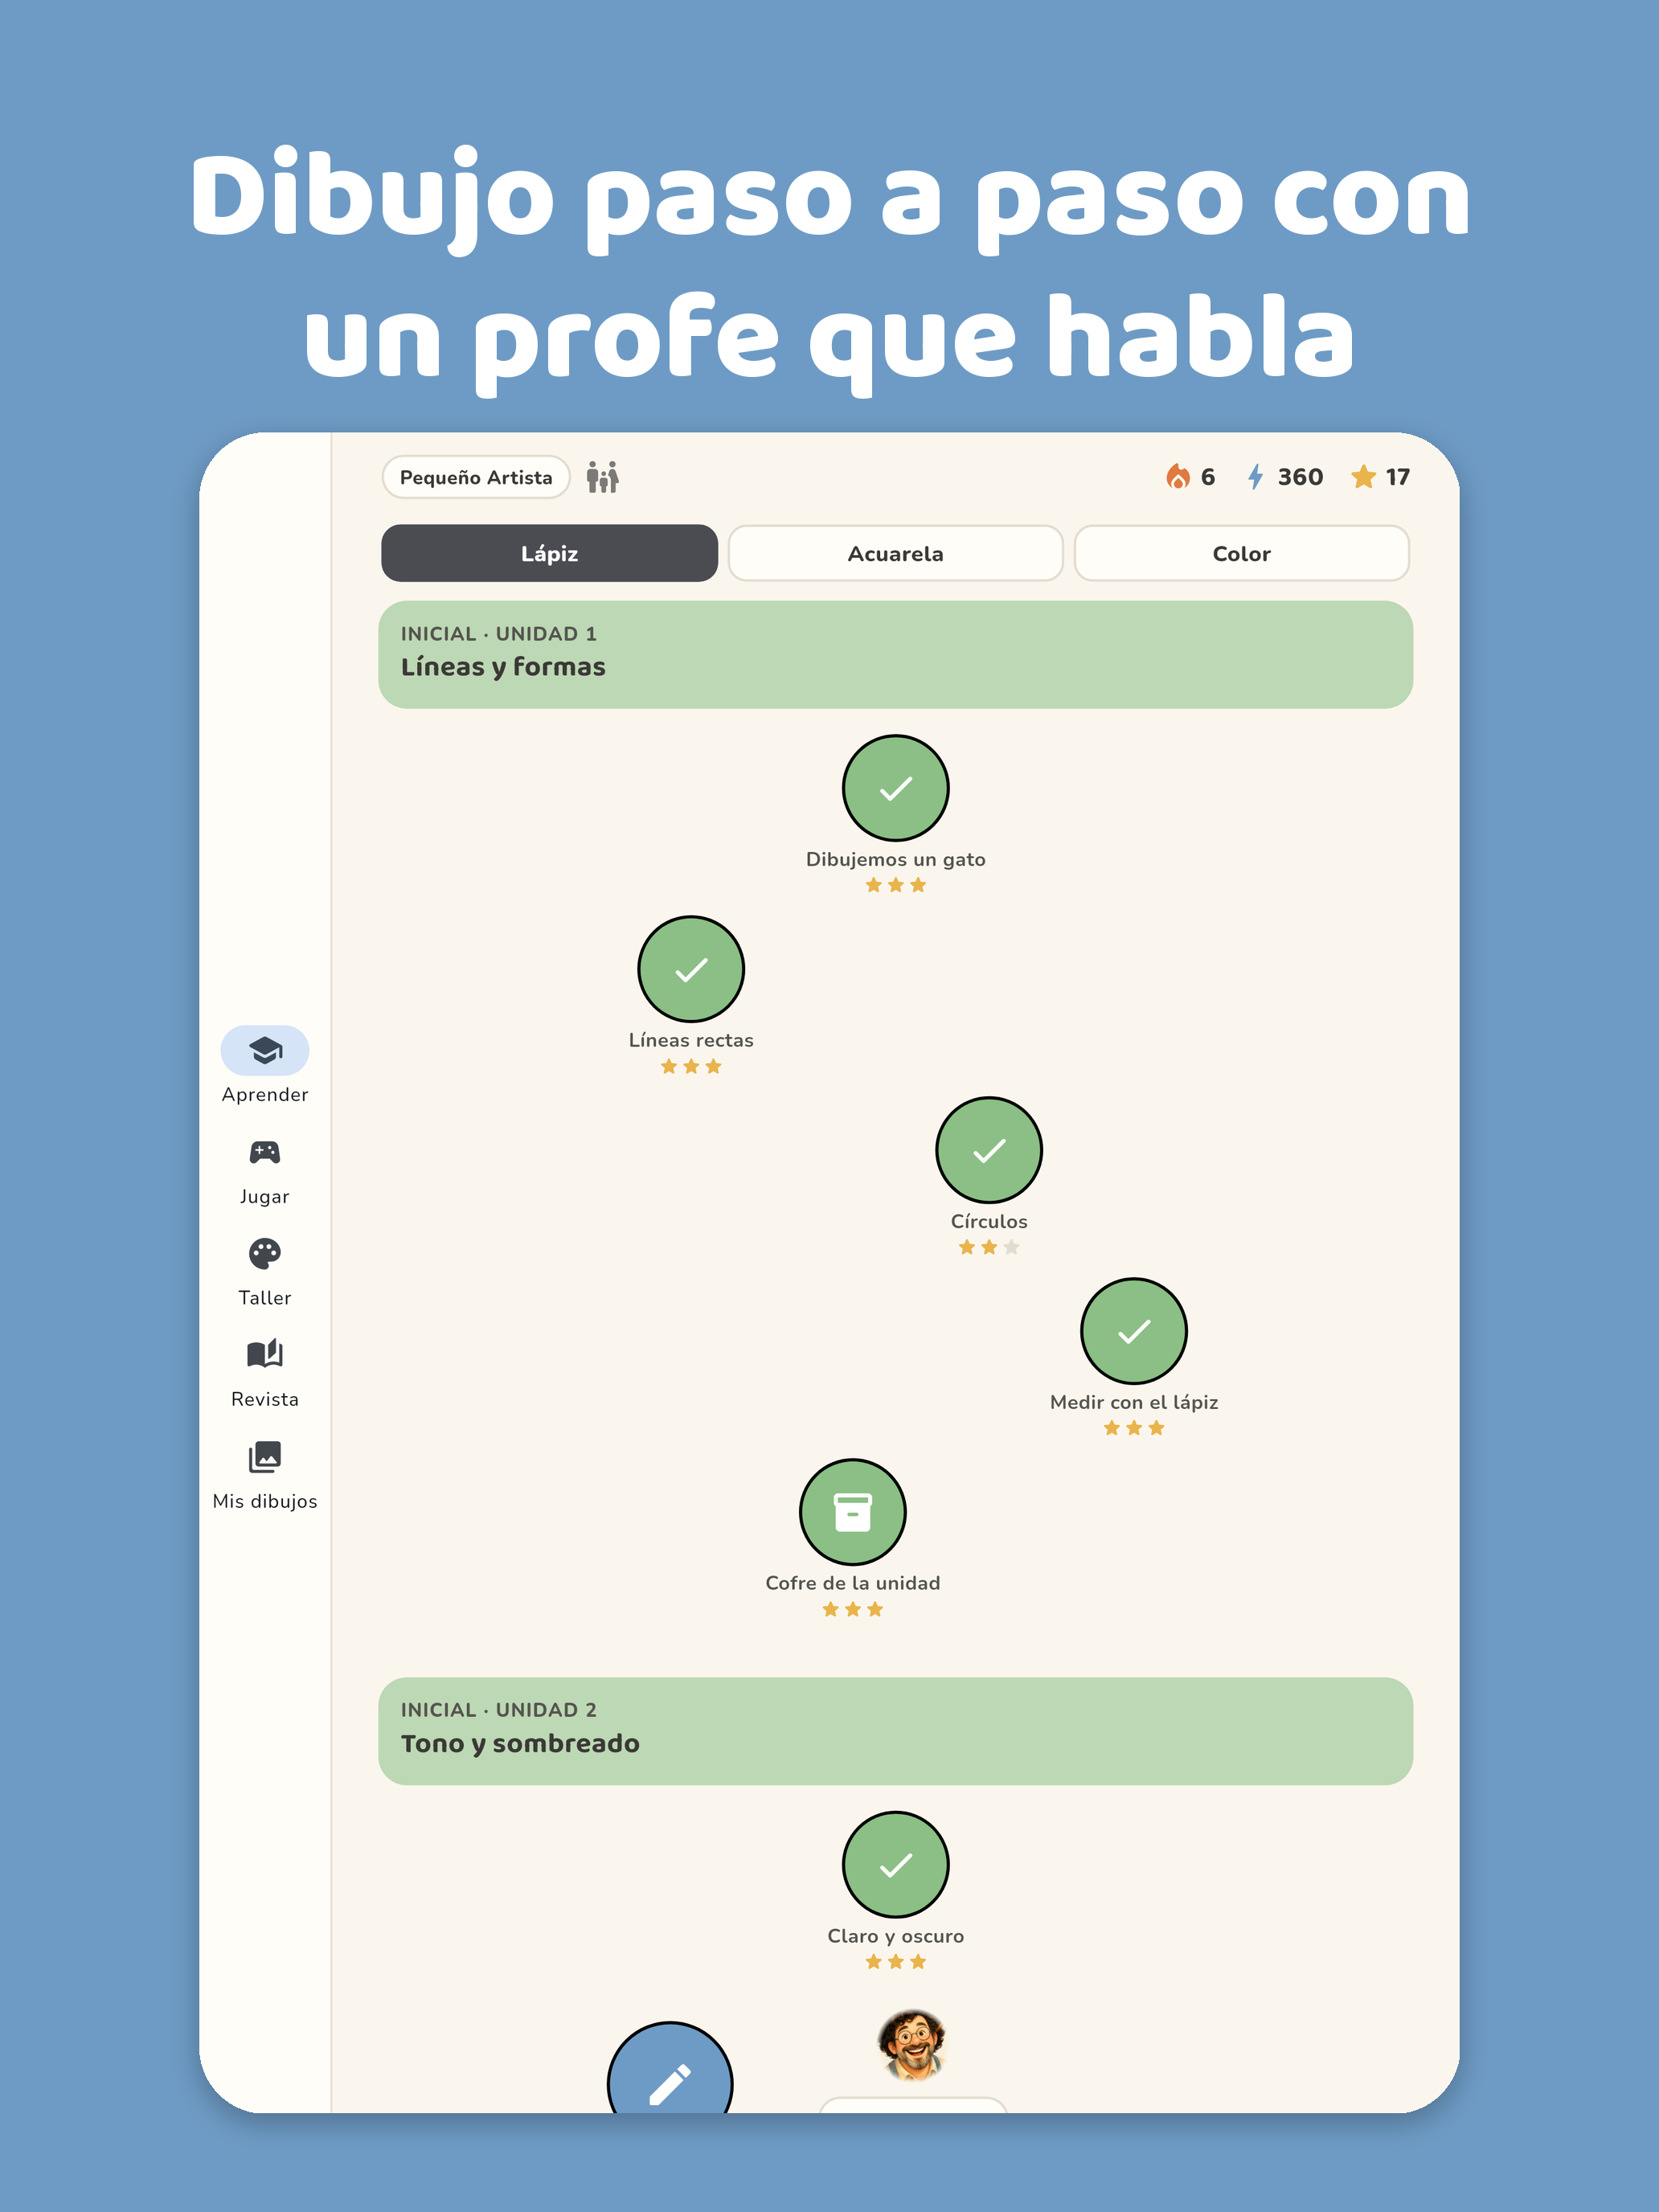 Dibujo paso a paso con
un profe que habla
Pequeño Artista
6
360
17
Lápiz
Acuarela
Color
INICIAL · UNIDAD 1
Líneas y formas
Dibujemos un gato
Líneas rectas
Círculos
Medir con el lápiz
Cofre de la unidad
Aprender
Jugar
Taller
Revista
Mis dibujos
INICIAL · UNIDAD 2
Tono y sombreado
Claro y oscuro